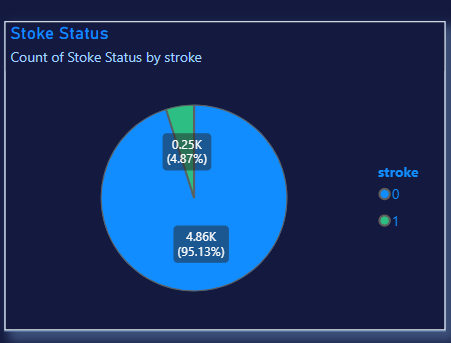 Stoke Status
Count of Stoke Status by stroke
0.25K
(4.87%)
4.86K
(95.13%)
stroke
0
1